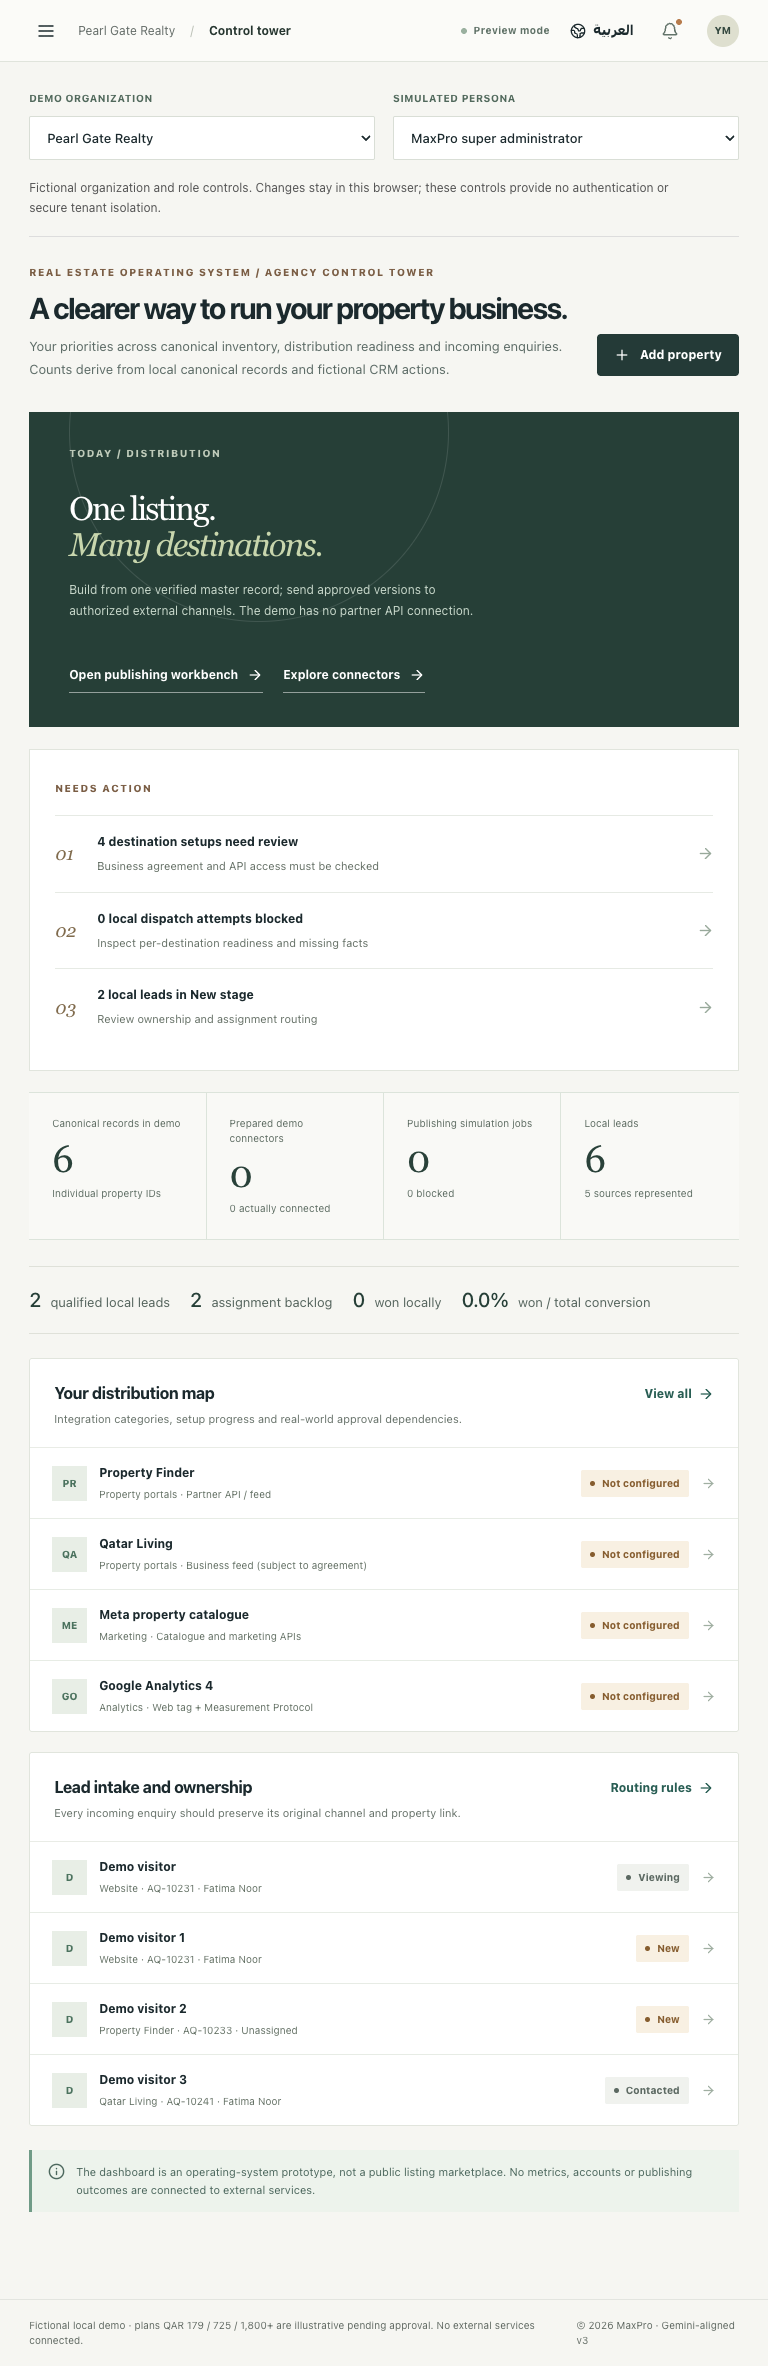 Pearl Gate Realty / Control tower
Preview mode
العربية
YM
DEMO ORGANIZATION
Pearl Gate Realty
SIMULATED PERSONA
MaxPro super administrator
Fictional organization and role controls. Changes stay in this browser; these controls provide no authentication or
secure tenant isolation.
REAL ESTATE OPERATING SYSTEM / AGENCY CONTROL TOWER
A clearer way to run your property business.
Your priorities across canonical inventory, distribution readiness and incoming enquiries.
Counts derive from local canonical records and fictional CRM actions.
Add property
TODAY / DISTRIBUTION
One listing.
Many destinations.
Build from one verified master record; send approved versions to
authorized external channels. The demo has no partner API connection.
Open publishing workbench
Explore connectors
NEEDS ACTION
01
4 destination setups need review
Business agreement and API access must be checked
02
0 local dispatch attempts blocked
Inspect per-destination readiness and missing facts
03
2 local leads in New stage
Review ownership and assignment routing
Canonical records in demo
6
Individual property IDs
Prepared demo
connectors
0
0 actually connected
Publishing simulation jobs
0
0 blocked
Local leads
6
5 sources represented
2 qualified local leads
2 assignment backlog
0 won locally
0.0% won / total conversion
Your distribution map
Integration categories, setup progress and real-world approval dependencies.
View all
PR
Property Finder
Property portals · Partner API / feed
Not configured
QA
Qatar Living
Property portals · Business feed (subject to agreement)
Not configured
ME
Meta property catalogue
Marketing · Catalogue and marketing APIs
Not configured
GO
Google Analytics 4
Analytics · Web tag + Measurement Protocol
Not configured
Lead intake and ownership
Every incoming enquiry should preserve its original channel and property link.
Routing rules
D
Demo visitor
Website · AQ-10231 · Fatima Noor
Viewing
D
Demo visitor 1
Website · AQ-10231 · Fatima Noor
New
D
Demo visitor 2
Property Finder · AQ-10233 · Unassigned
New
D
Demo visitor 3
Qatar Living · AQ-10241 · Fatima Noor
Contacted
The dashboard is an operating-system prototype, not a public listing marketplace. No metrics, accounts or publishing
outcomes are connected to external services.
Fictional local demo · plans QAR 179 / 725 / 1,800+ are illustrative pending approval. No external services
connected.
© 2026 MaxPro · Gemini-aligned
v3